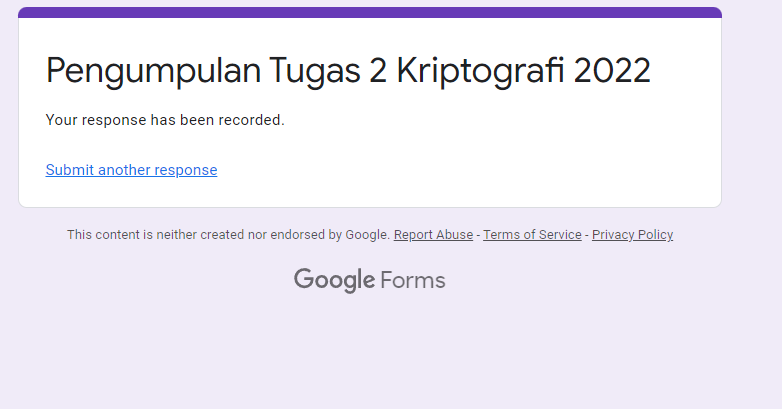 Pengumpulan Tugas 2 Kriptografi 2022
Your response has been recorded.
Submit another response
This content is neither created nor endorsed by Google. Report Abuse - Terms of Service - Privacy Policy
Google Forms